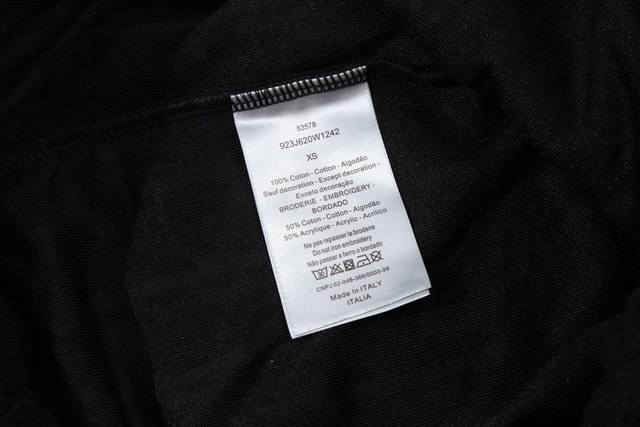 53578
923J620W1242
XS
100% Coton - Cotton - Algodão
Sauf décoration - Except decoration -
Exceto decoração
BRODERIE - EMBROIDERY -
BORDADO
50% Coton - Cotton - Algodão
50% Acrylique - Acrylic - Acrilico
Ne pas repasser la broderie
Do not iron embroidery
Não passar a ferro o bordado
CNPJ 02-046-366/0003-99
Made in ITALY
ITALIA